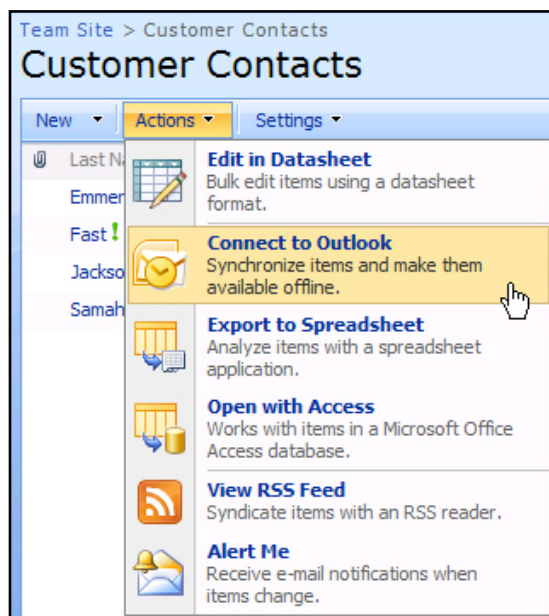 Team Site > Customer Contacts
Customer Contacts
New Actions Settings
Last Na
Emmer
Fast !
Jackso
Samah
Edit in Datasheet
Bulk edit items using a datasheet
format.
Connect to Outlook
Synchronize items and make them
available offline.
Export to Spreadsheet
Analyze items with a spreadsheet
application.
Open with Access
Works with items in a Microsoft Office
Access database.
View RSS Feed
Syndicate items with an RSS reader.
Alert Me
Receive e-mail notifications when
items change.